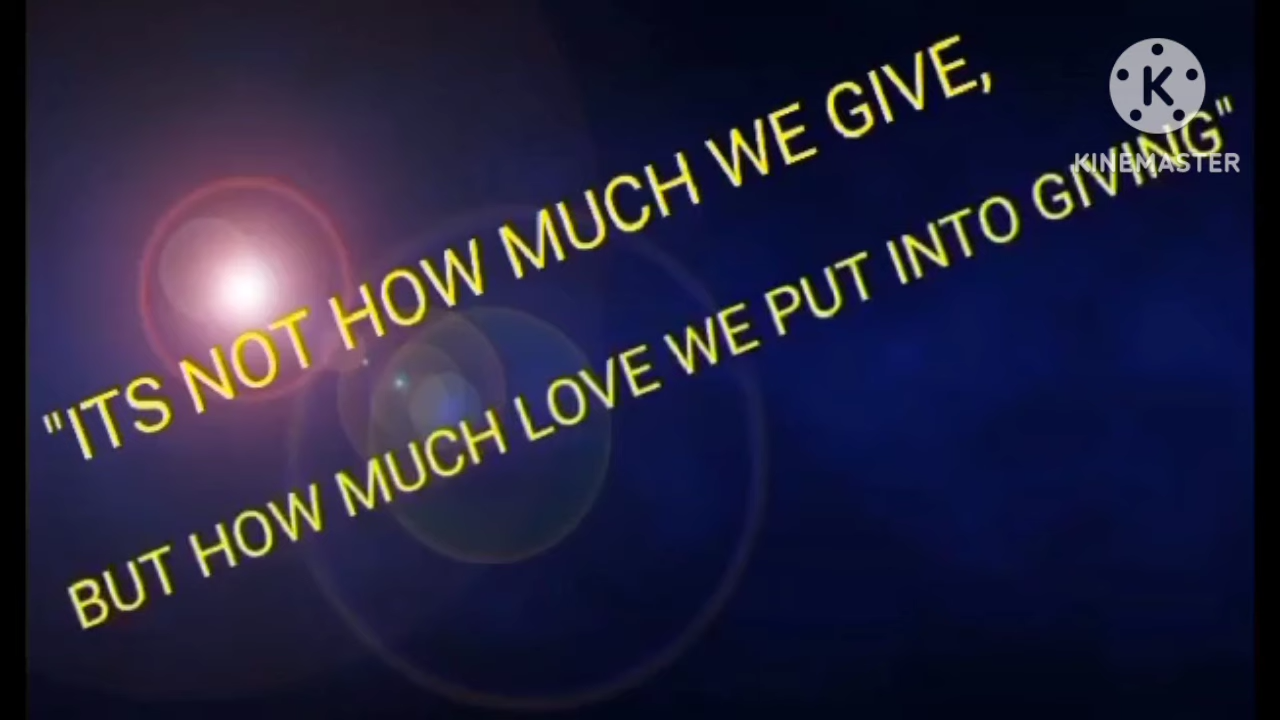 "ITS NOT HOW MUCH WE GIVE,
BUT HOW MUCH LOVE WE PUT INTO GIVING"
K
KINEMASTER